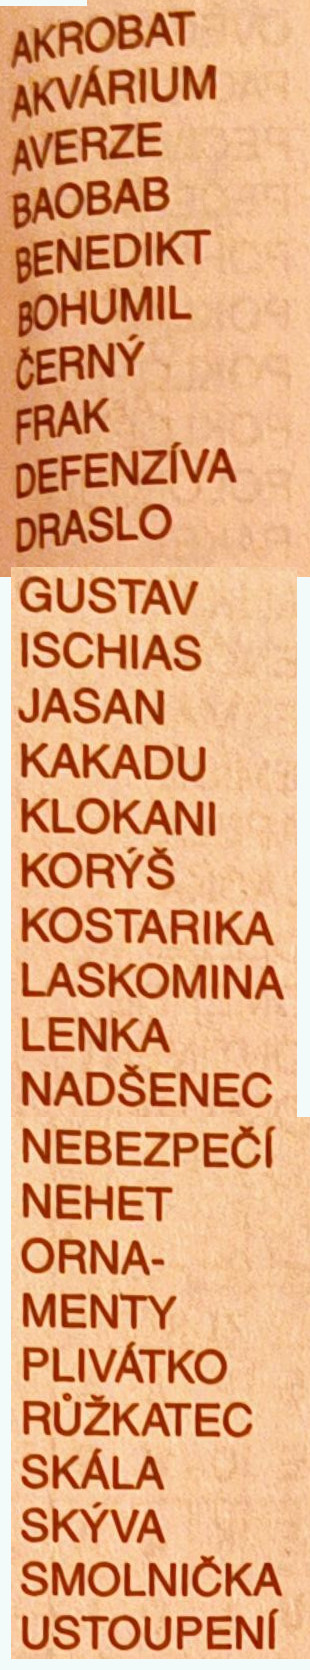 AKROBAT
AKVÁRIUM
AVERZE
BAOBAB
BENEDIKT
BOHUMIL
ČERNÝ
FRAK
DEFENZÍVA
DRASLO
GUSTAV
ISCHIAS
JASAN
KAKADU
KLOKANI
KORÝŠ
KOSTARIKA
LASKOMINA
LENKA
NADŠENEC
NEBEZPEČÍ
NEHET
ORNA-
MENTY
PLIVÁTKO
RŮŽKATEC
SKÁLA
SKÝVA
SMOLNIČKA
USTOUPENÍ